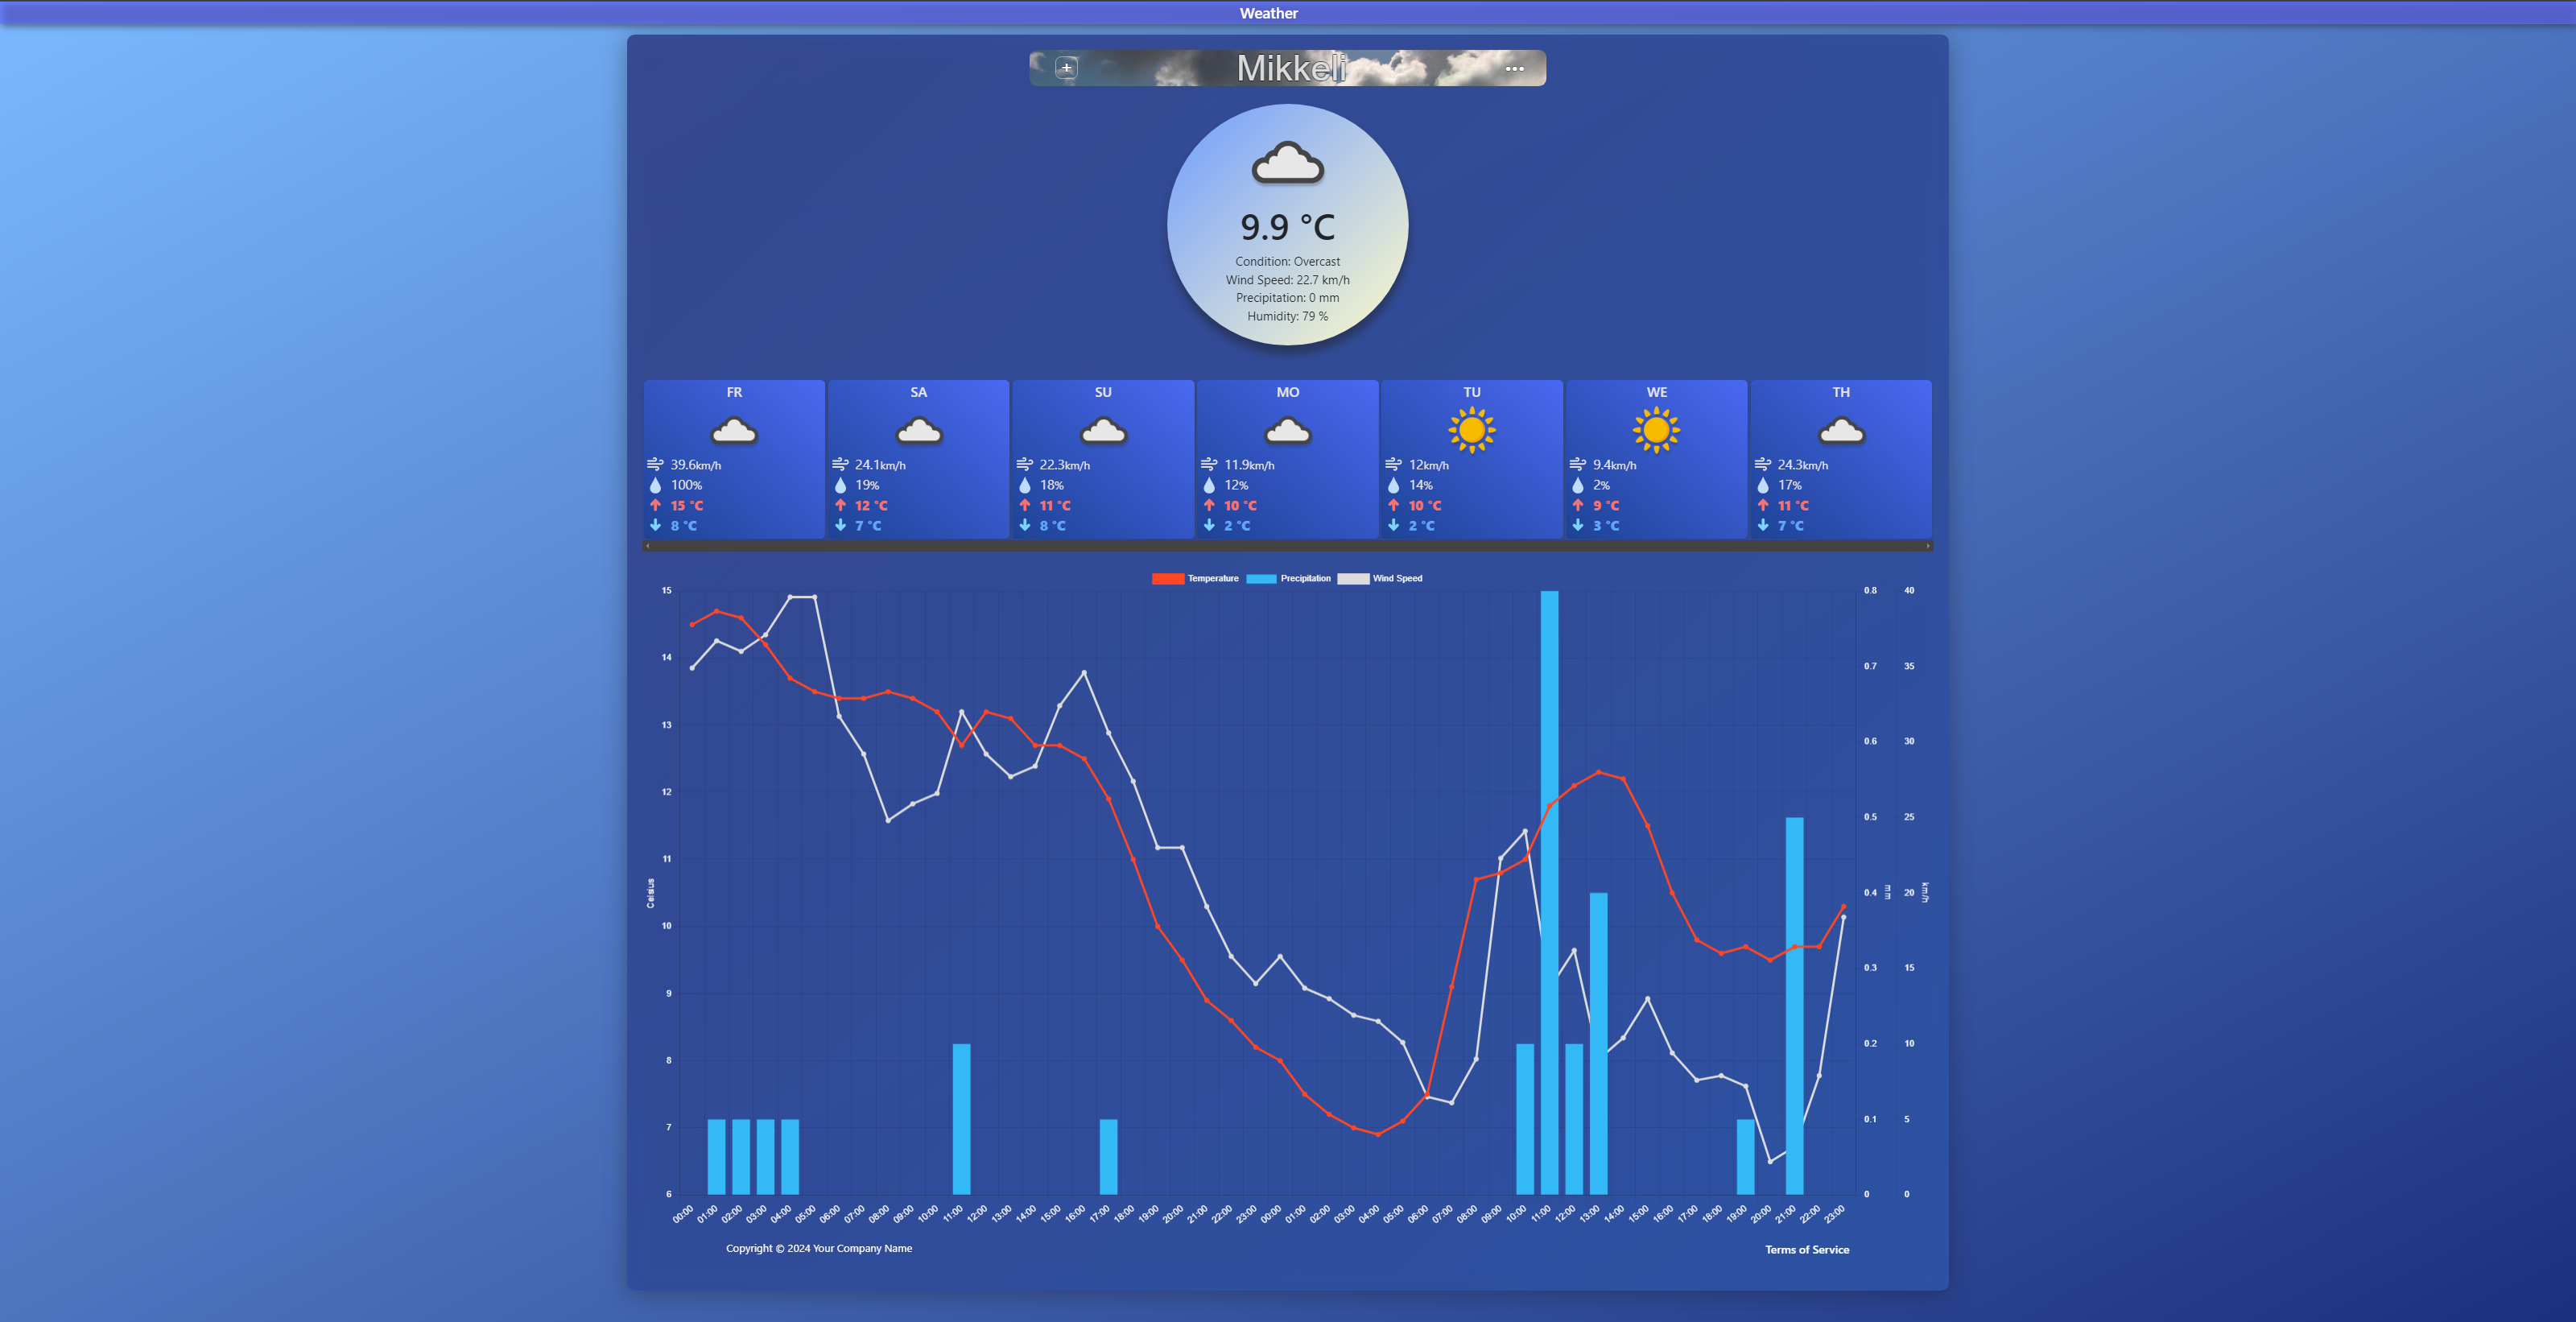 Weather
+ Mikkeli •••
9.9 °C
Condition: Overcast
Wind Speed: 22.7 km/h
Precipitation: 0 mm
Humidity: 79 %
FR
39.6km/h
100%
15 °C
8 °C
SA
24.1km/h
19%
12 °C
7 °C
SU
22.3km/h
18%
11 °C
8 °C
MO
11.9km/h
12%
10 °C
2 °C
TU
12km/h
14%
10 °C
2 °C
WE
9.4km/h
2%
9 °C
3 °C
TH
24.3km/h
17%
11 °C
7 °C
Temperature Precipitation Wind Speed
Celsius
15
14
13
12
11
10
9
8
7
6
0.8
0.7
0.6
0.5
0.4
0.3
0.2
0.1
0
mm
40
35
30
25
20
15
10
5
0
km/h
00:00 01:00 02:00 03:00 04:00 05:00 06:00 07:00 08:00 09:00 10:00 11:00 12:00 13:00 14:00 15:00 16:00 17:00 18:00 19:00 20:00 21:00 22:00 23:00 00:00 01:00 02:00 03:00 04:00 05:00 06:00 07:00 08:00 09:00 10:00 11:00 12:00 13:00 14:00 15:00 16:00 17:00 18:00 19:00 20:00 21:00 22:00 23:00
Copyright © 2024 Your Company Name
Terms of Service